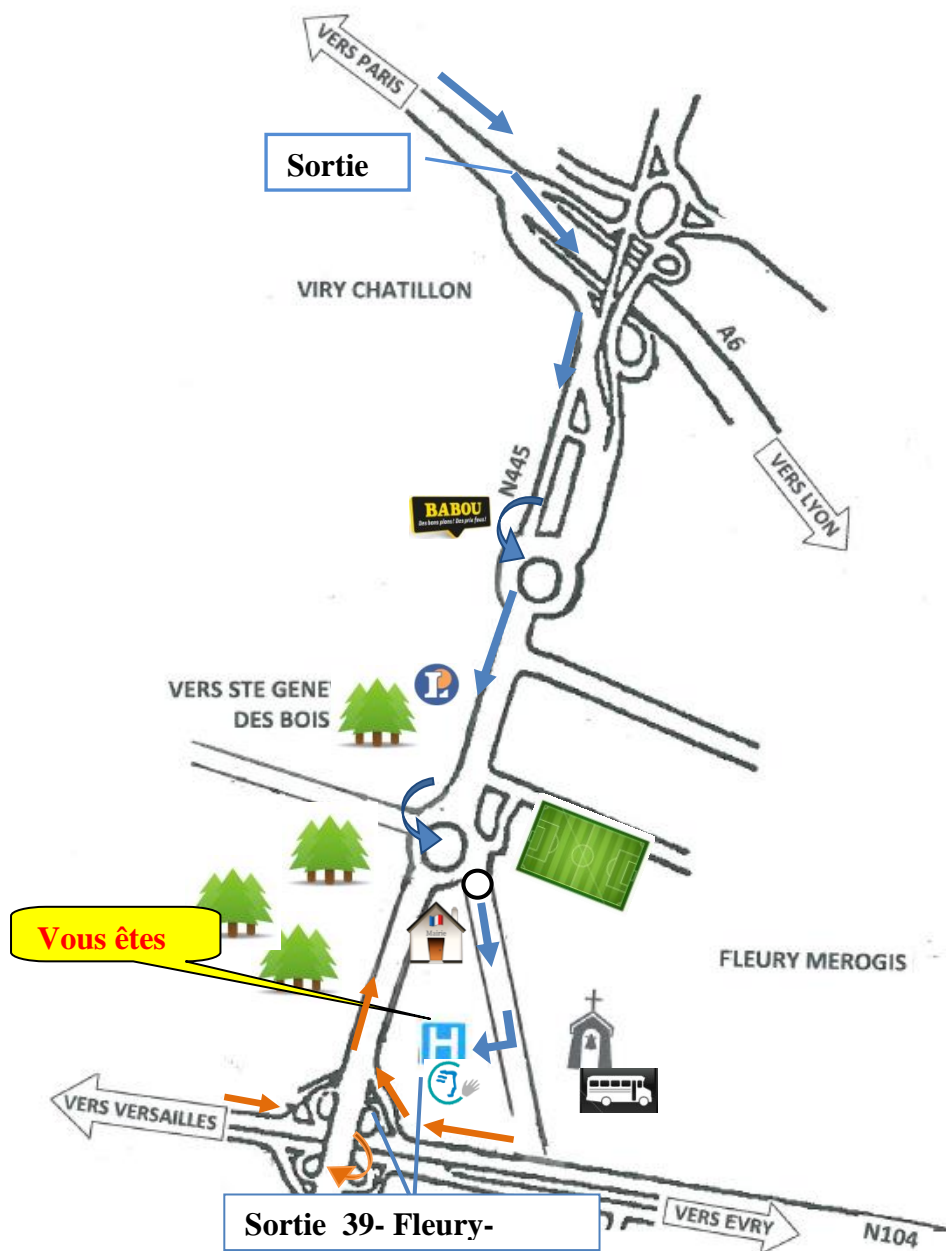 VERS PARIS
Sortie
VIRY CHATILLON
A6
N445
VERS LYON
BABOU
Des bons plans! Des prix fous!
VERS STE GENE
DES BOIS
L
Mairie
Vous êtes
FLEURY MEROGIS
H
VERS VERSAILLES
Sortie 39- Fleury-
VERS EVRY
N104